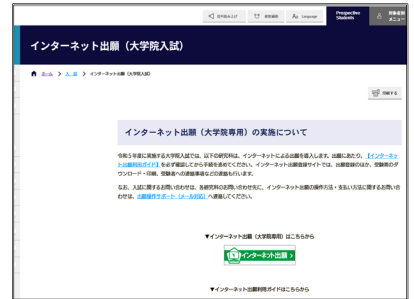 Language
Prospective Students
対象者別メニュー
インターネット出願（大学院入試）
ホーム > 入試 > インターネット出願（大学院入試）
印刷する
インターネット出願（大学院専用）の実施について
令和5年度に実施する大学院入試では、以下の研究科は、インターネットによる出願を導入します。出願にあたり、【インターネッ
ト出願利用ガイド】を必ず確認してから手続を進めてください。インターネット出願登録サイトでは、出願登録のほか、受験票のダ
ウンロード・印刷、受験者への連絡事項などの連絡も行います。
なお、入試に関するお問い合わせは、各研究科のお問い合わせ先に、インターネット出願の操作方法・支払い方法に関するお問い合
わせは、出願操作サポート（メール対応）へ連絡してください。
▼インターネット出願（大学院専用）はこちらから
インターネット出願
▼インターネット出願利用ガイドはこちらから